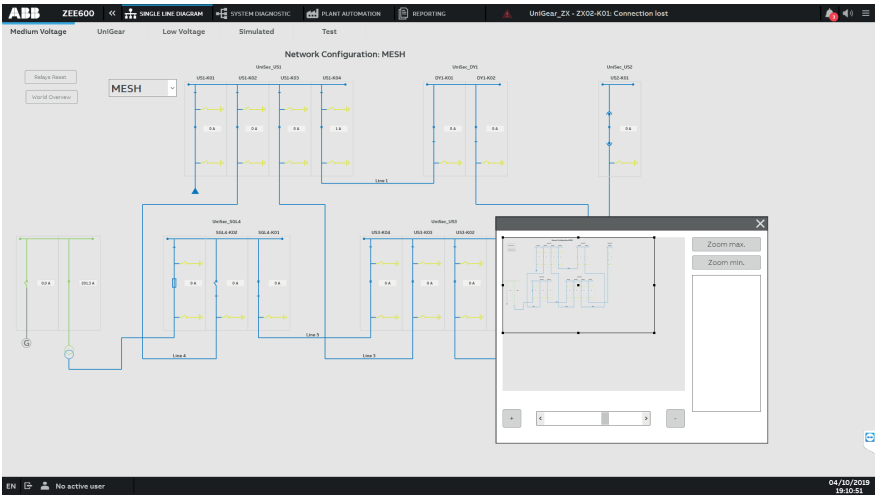 ABB ZEE600 << SINGLE LINE DIAGRAM SYSTEM DIAGNOSTIC PLANT AUTOMATION REPORTING UniGear_ZX - ZX02-K01: Connection lost
Medium Voltage UniGear Low Voltage Simulated Test
Network Configuration: MESH
Relays Reset
World Overview
MESH
UniSec_US1 UniSec_DY1 UniSec_US2
US1-K01 US1-K02 US1-K03 US1-K04 DY1-K01 DY1-K02 US2-K01
0 A 0 A 0 A 1 A 0 A 0 A 0 A
Line 1
UniSec_SGL4 UniSec_US3
SGL4-K02 SGL4-K01 US3-K04 US3-K03 US3-K02
0 A 0 A 0 A 0 A 0 A 0 A
G
Line 5
Line 4 Line 3
Zoom max.
Zoom min.
+ < > -
EN No active user
04/10/2019
19:10:51